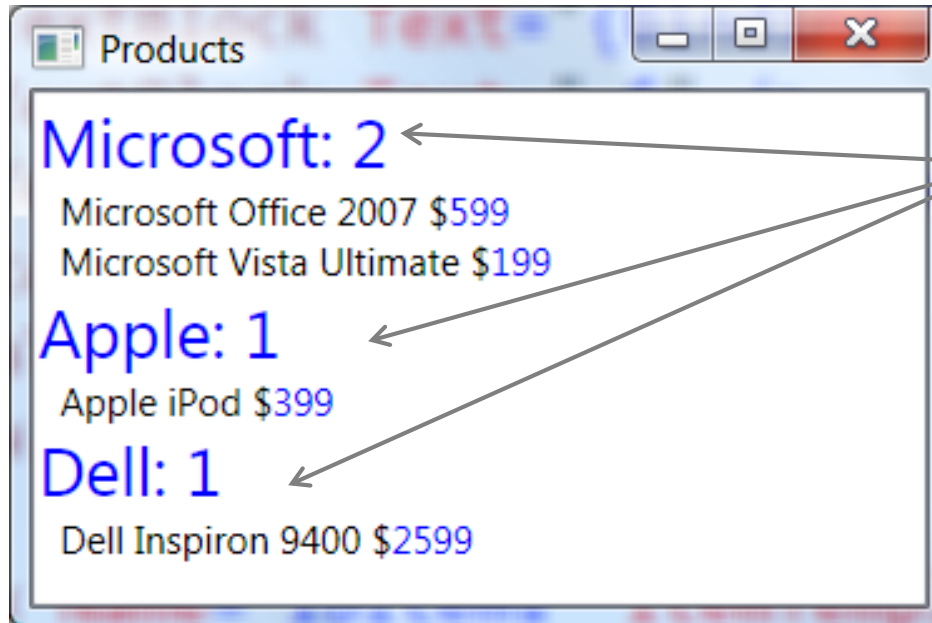 Products
Microsoft: 2
Microsoft Office 2007 $599
Microsoft Vista Ultimate $199
Apple: 1
Apple iPod $399
Dell: 1
Dell Inspiron 9400 $2599